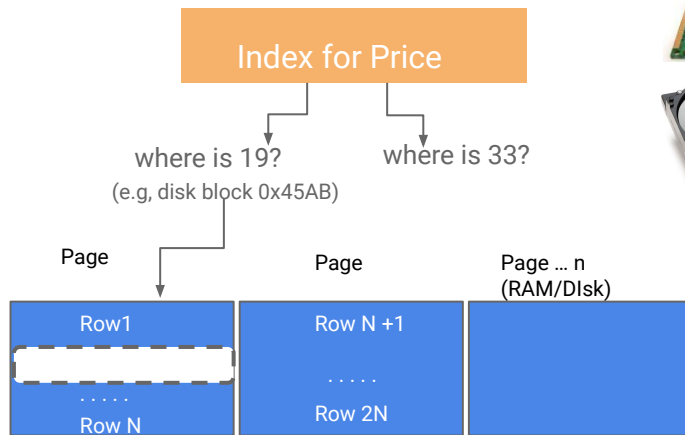 Index for Price
where is 19?
where is 33?
(e.g, disk block 0x45AB)
Page
Page
Page ... n
(RAM/DIsk)
Row1
Row N +1
. . . . .
. . . . .
Row N
Row 2N